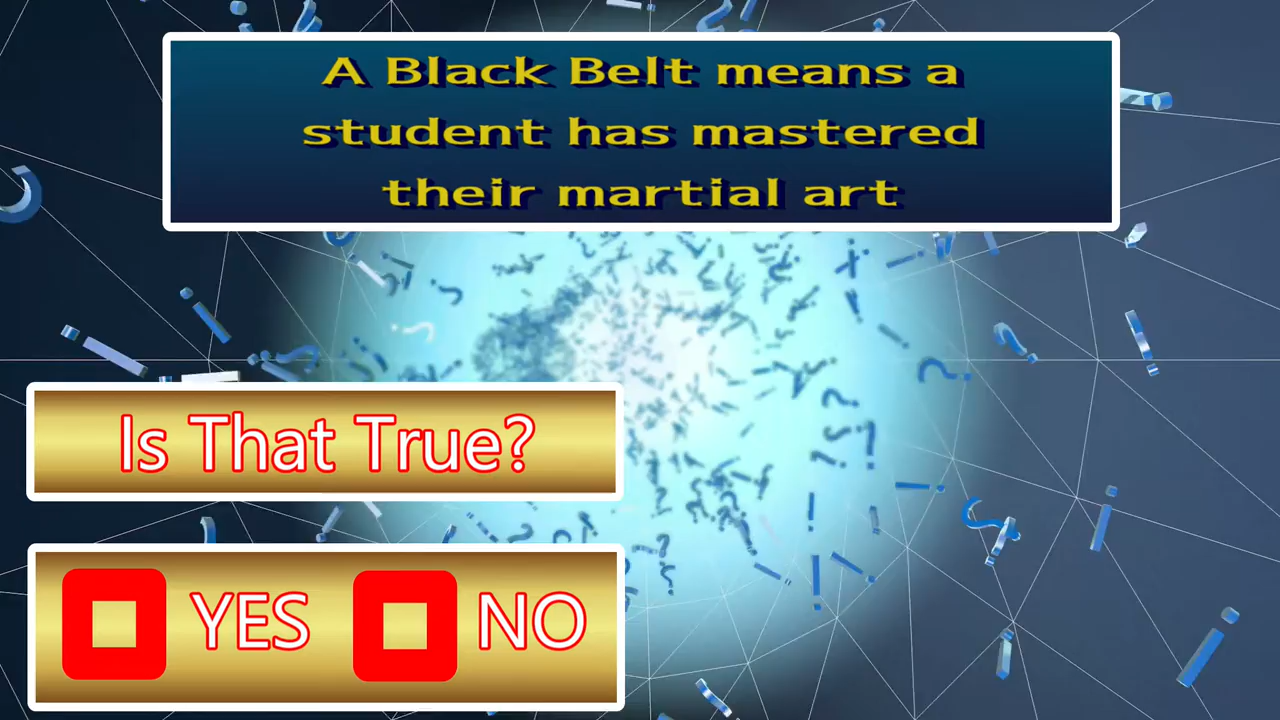 A Black Belt means a
student has mastered
their martial art
Is That True?
YES NO